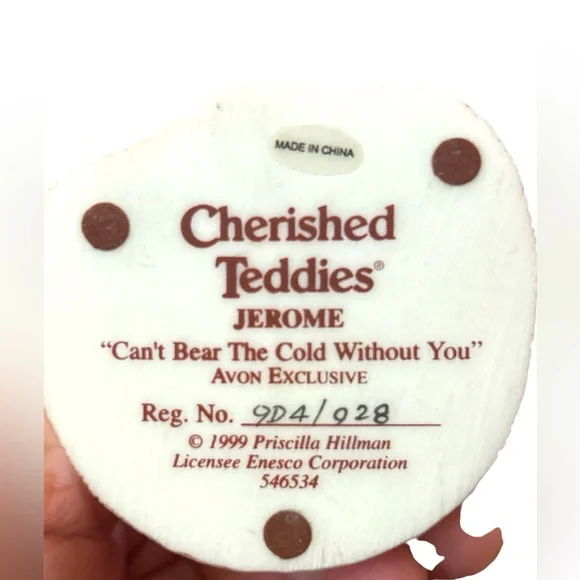 MADE IN CHINA
Cherished
Teddies®
JEROME
"Can't Bear The Cold Without You"
AVON EXCLUSIVE
Reg. No. 9D4/028
© 1999 Priscilla Hillman
Licensee Enesco Corporation
546534